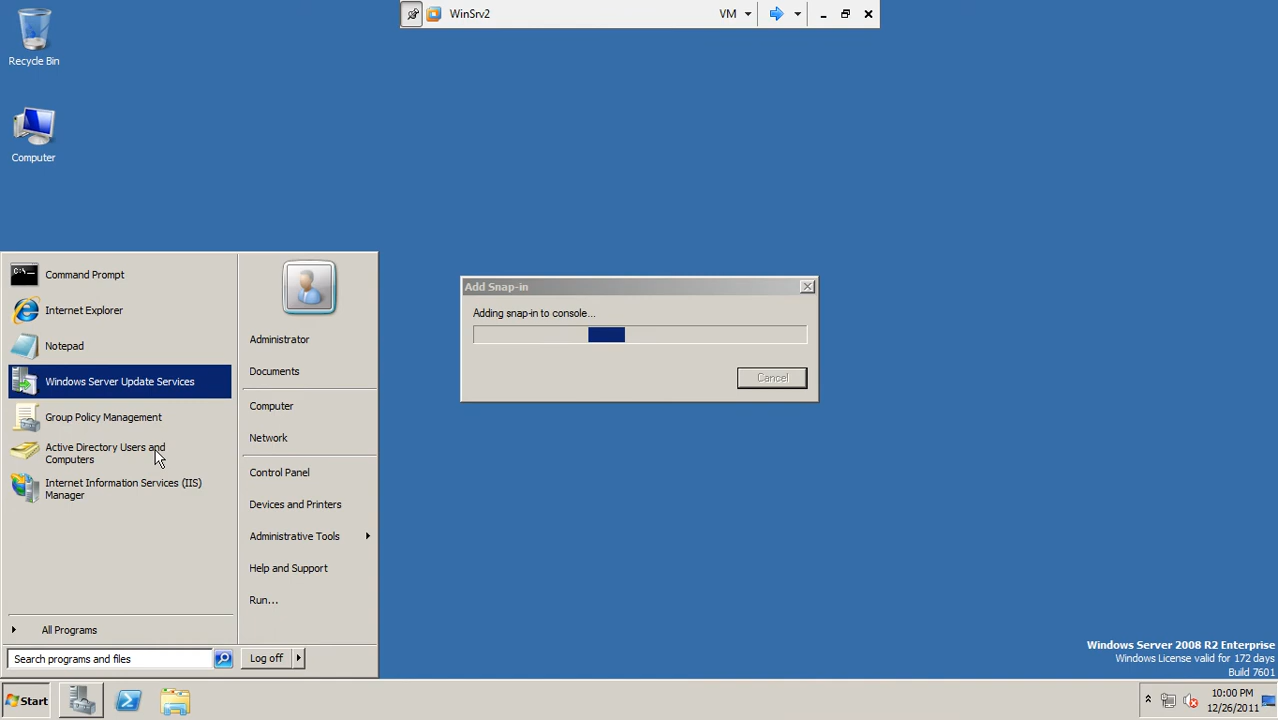 WinSrv2
VM
Recycle Bin
Computer
Command Prompt
Internet Explorer
Notepad
Windows Server Update Services
Group Policy Management
Active Directory Users and
Computers
Internet Information Services (IIS)
Manager
All Programs
Search programs and files
Administrator
Documents
Computer
Network
Control Panel
Devices and Printers
Administrative Tools
Help and Support
Run...
Log off
Add Snap-in
Adding snap-in to console...
Cancel
Windows Server 2008 R2 Enterprise
Windows License valid for 172 days
Build 7601
Start
10:00 PM
12/26/2011